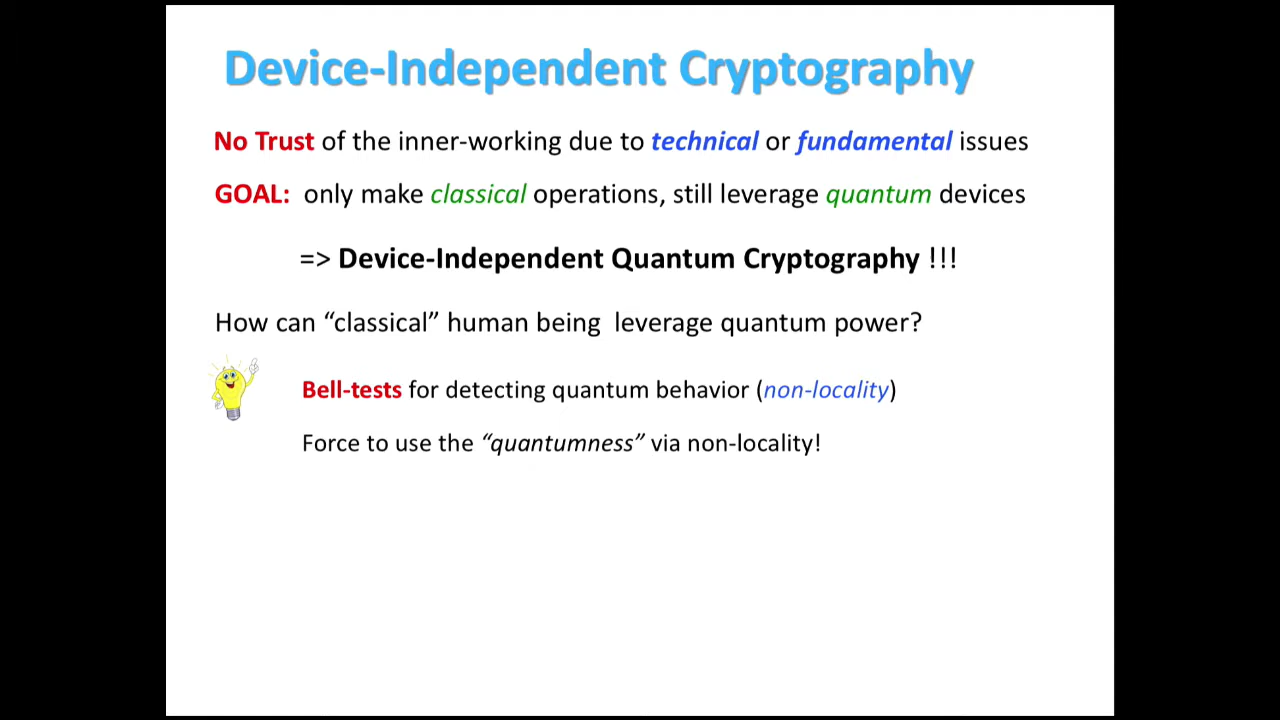 Device-Independent Cryptography
No Trust of the inner-working due to technical or fundamental issues
GOAL: only make classical operations, still leverage quantum devices
=> Device-Independent Quantum Cryptography !!!
How can “classical” human being leverage quantum power?
Bell-tests for detecting quantum behavior (non-locality)
Force to use the “quantumness” via non-locality!